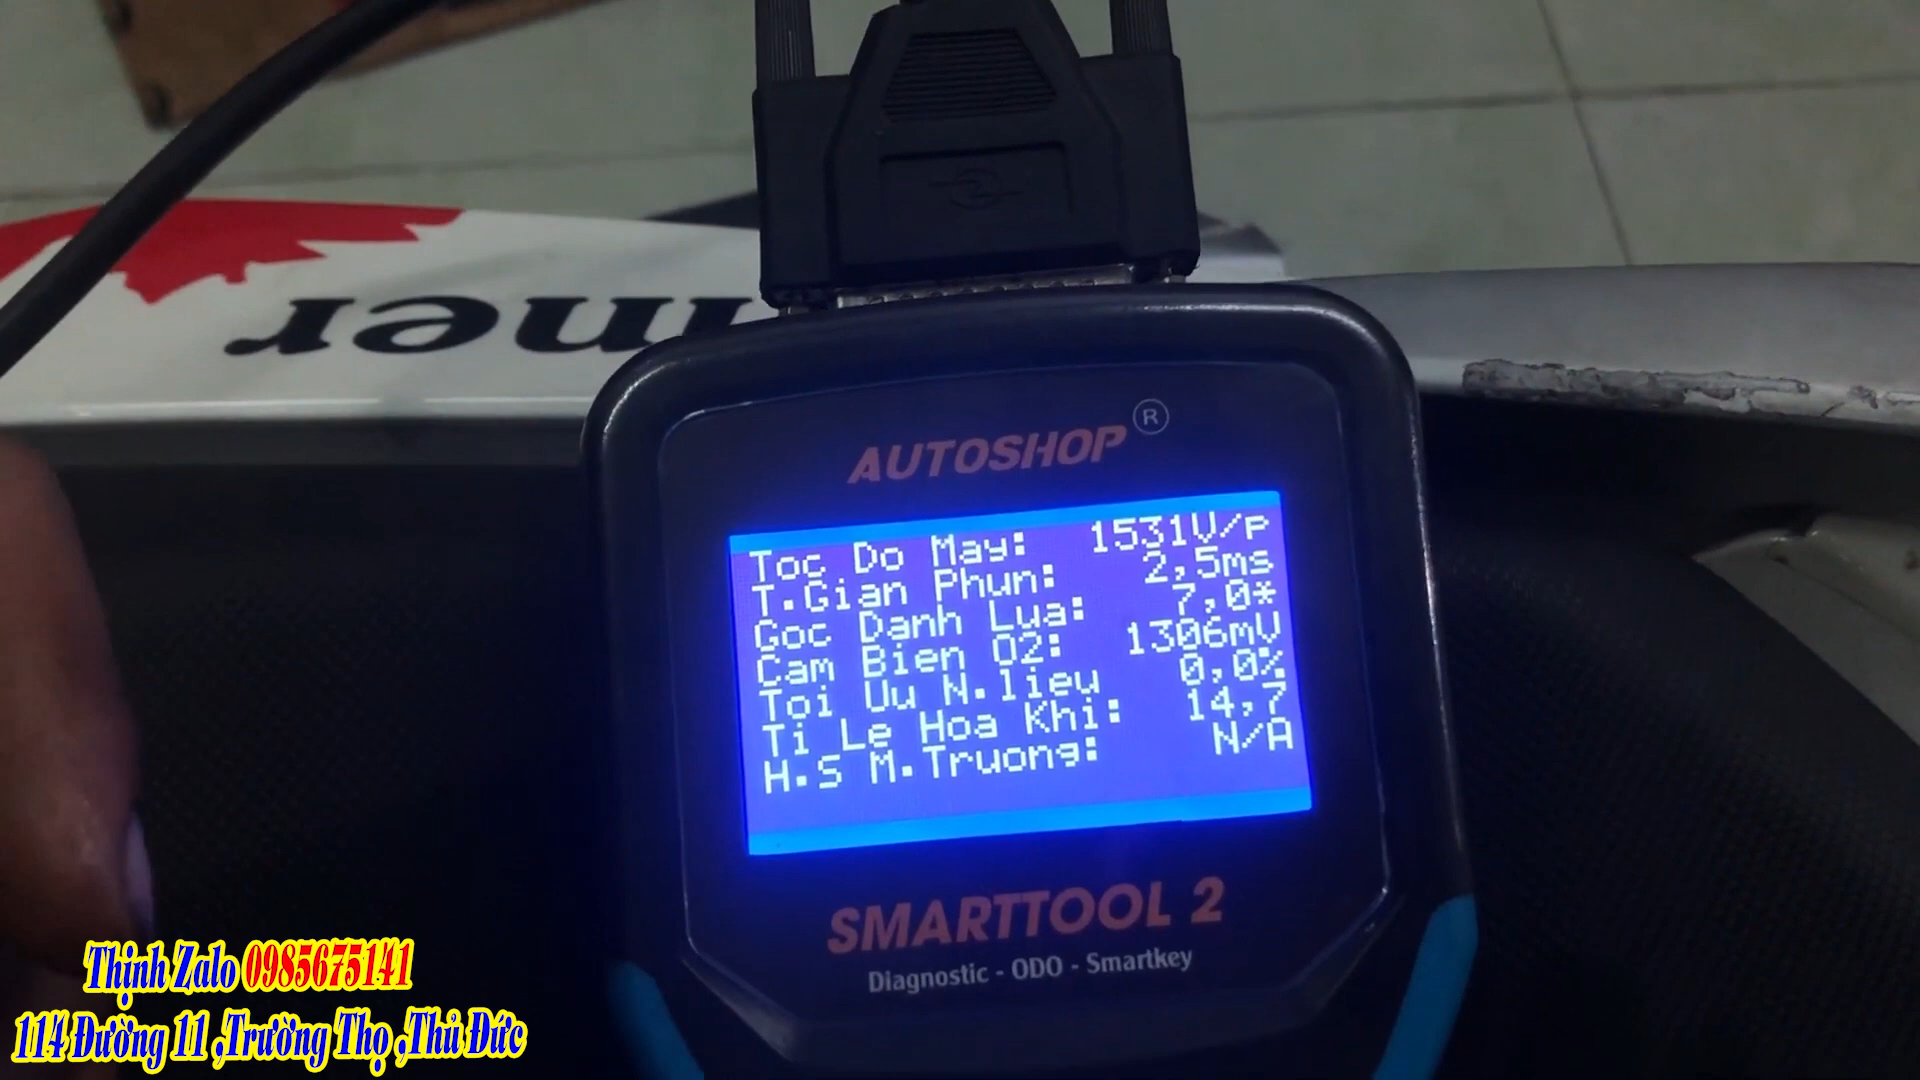 ner
AUTOSHOP ®
Toc Do May: 1531V/p
T.Gian Phun: 2,5ms
Goc Danh Lua: 7,0*
Cam Bien O2: 1306mV
Toi Uu N.lieu 0,0%
Ti Le Hoa Khi: 14,7
H.S M.Truong: N/A
SMARTTOOL 2
Diagnostic - ODO - Smartkey
Thịnh Zalo 0985675141
114 Đường 11 ,Trường Thọ ,Thủ Đức